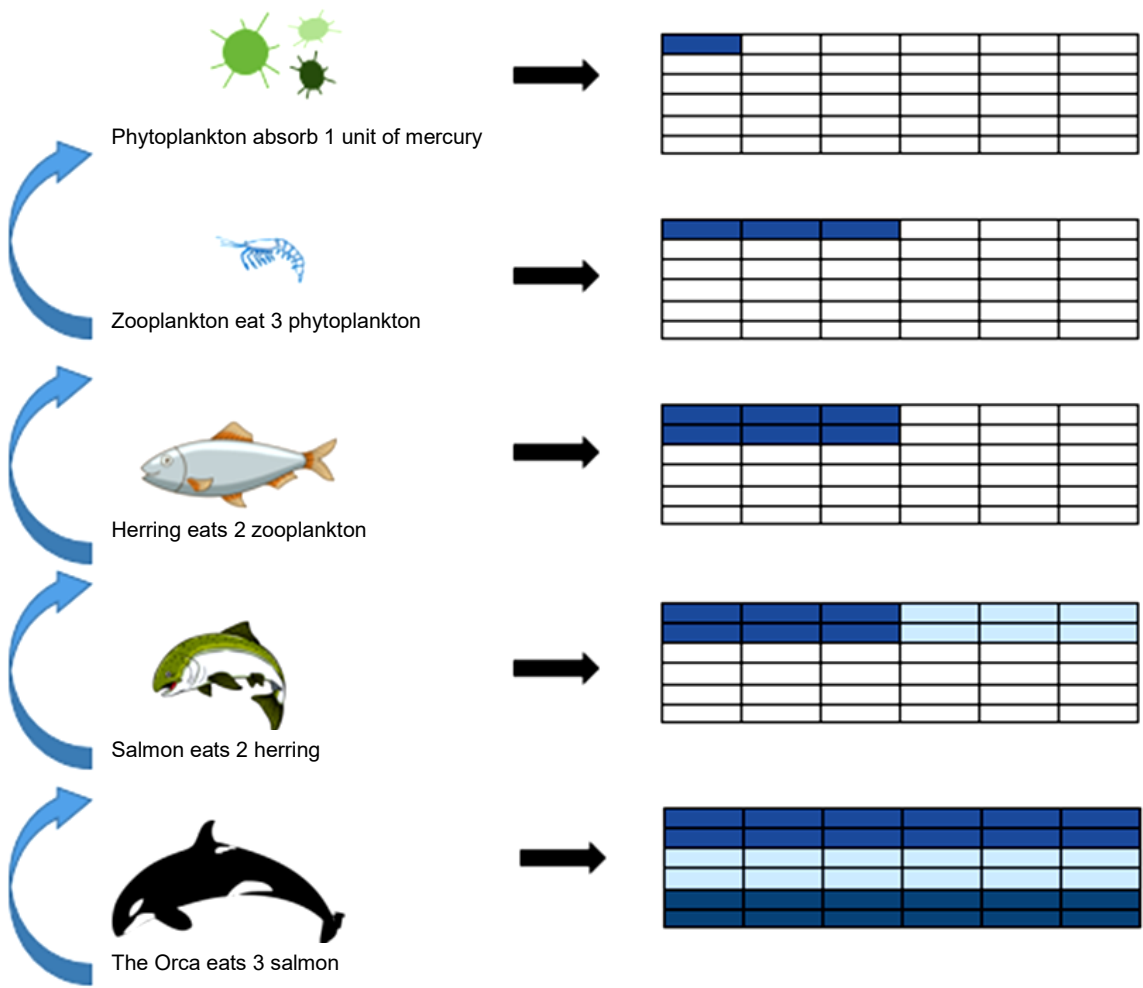 Phytoplankton absorb 1 unit of mercury
Zooplankton eat 3 phytoplankton
Herring eats 2 zooplankton
Salmon eats 2 herring
The Orca eats 3 salmon